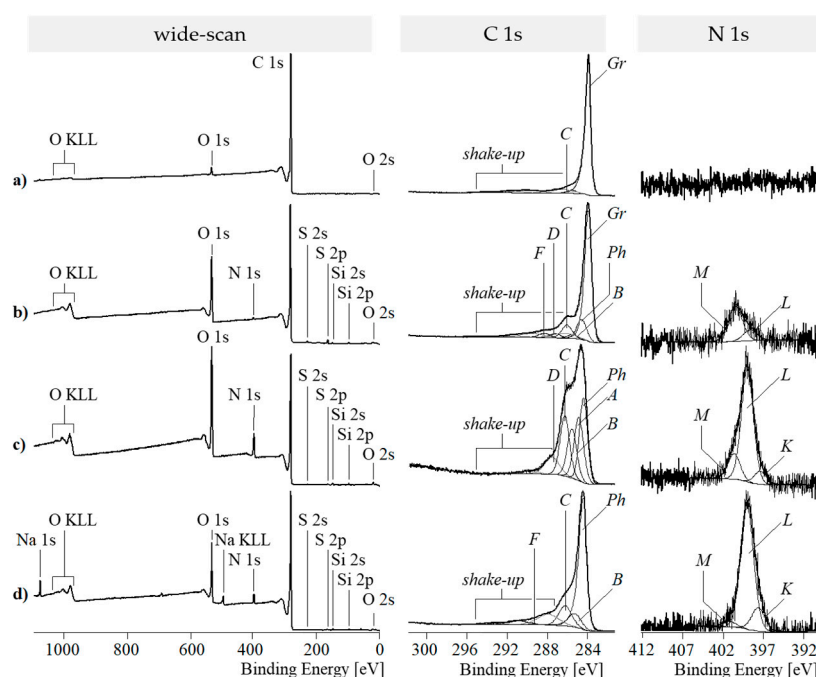 wide-scan C 1s N 1s
C 1s
O KLL
O 1s
O 2s
a)
Gr
C
shake-up
O KLL
O 1s
N 1s
S 2s
S 2p
Si 2s
Si 2p
O 2s
b)
Gr
C
D
F
Ph
B
shake-up
M
L
O KLL
O 1s
N 1s
S 2s
S 2p
Si 2s
Si 2p
O 2s
c)
C
D
Ph
A
B
shake-up
L
M
K
Na 1s
O KLL
O 1s
Na KLL
N 1s
S 2s
S 2p
Si 2s
Si 2p
O 2s
d)
Ph
C
F
shake-up
B
L
M
K
1000 800 600 400 200 0
300 296 292 288 284
412 407 402 397 392
Binding Energy [eV] Binding Energy [eV] Binding Energy [eV]